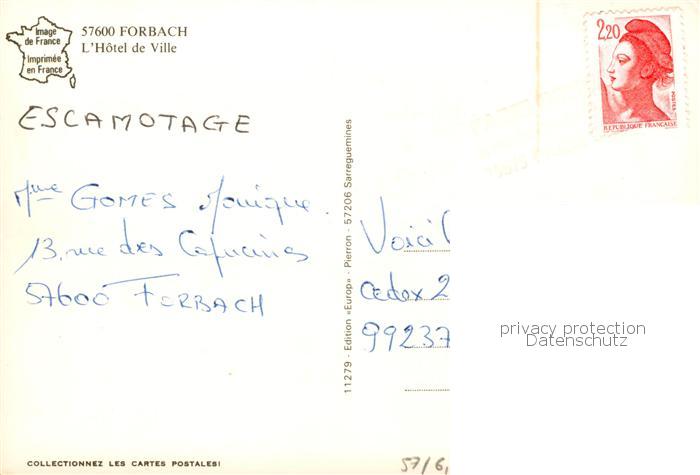 Image
de France
Imprimée
en France
57600 FORBACH
L'Hôtel de Ville
2,20
POSTES
REPUBLIQUE FRANÇAISE
ESCAMOTAGE
Mme GOMES Monique.
13, rue des Capucines
57600 FORBACH
11279 - Edition «Europ» - Pierron - 57206 Sarreguemines
Voici
cedex 2
99237
privacy protection
Datenschutz
57/6,
COLLECTIONNEZ LES CARTES POSTALES!